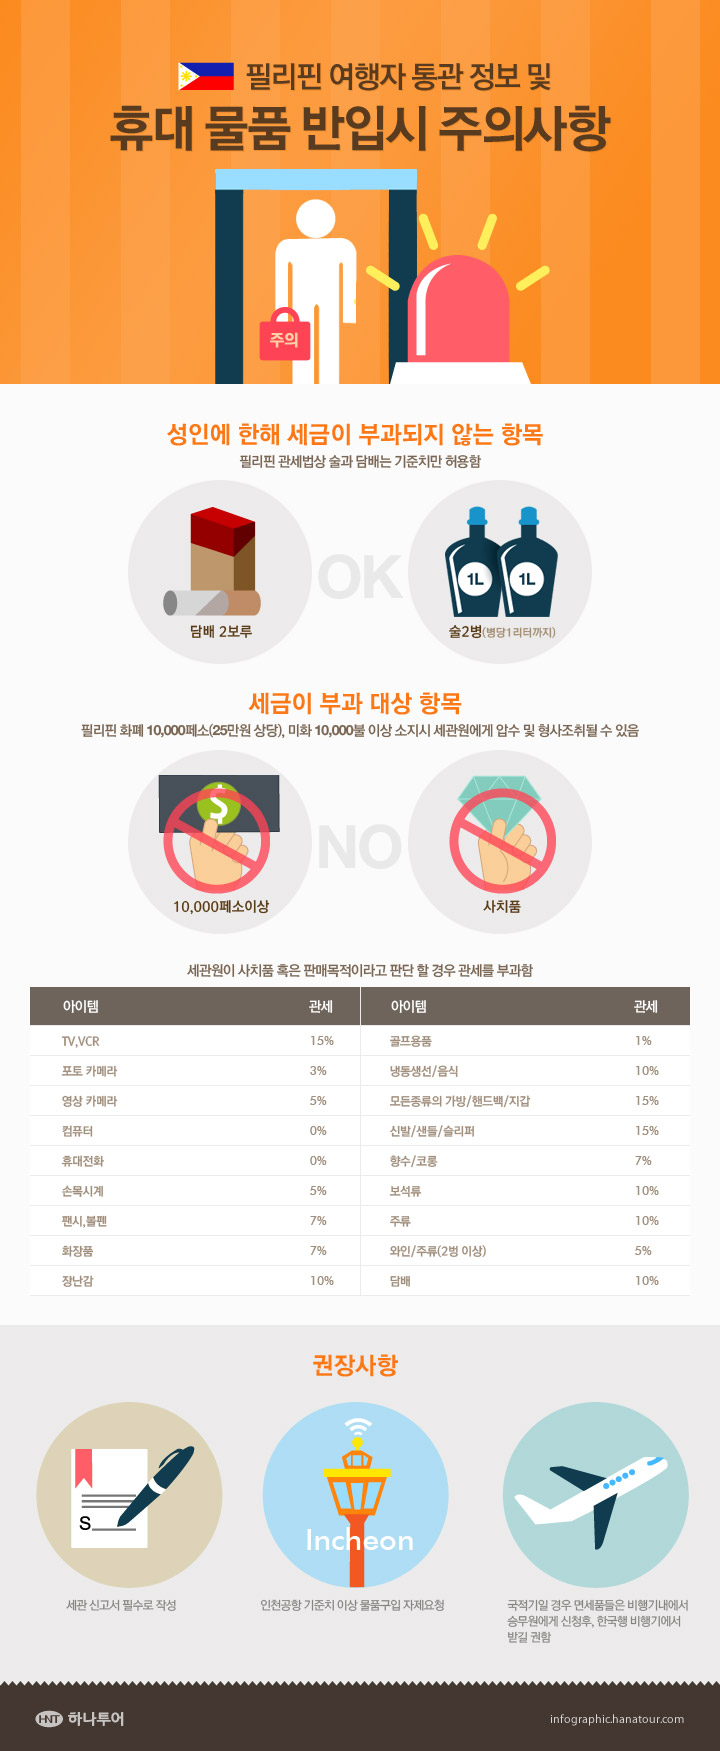 필리핀 여행자 통관 정보 및
휴대 물품 반입시 주의사항
주의
성인에 한해 세금이 부과되지 않는 항목
필리핀 관세법상 술과 담배는 기준치만 허용함
OK
1L 1L
담배 2보루
술2병(병당1리터까지)
세금이 부과 대상 항목
필리핀 화폐 10,000페소(25만원 상당), 미화 10,000불 이상 소지시 세관원에게 압수 및 형사조취될 수 있음
$
NO
10,000페소이상
사치품
세관원이 사치품 혹은 판매목적이라고 판단 할 경우 관세를 부과함
아이템 관세 아이템 관세
TV,VCR 15% 골프용품 1%
포토 카메라 3% 냉동생선/음식 10%
영상 카메라 5% 모든종류의 가방/핸드백/지갑 15%
컴퓨터 0% 신발/샌들/슬리퍼 15%
휴대전화 0% 향수/코롱 7%
손목시계 5% 보석류 10%
팬시,볼펜 7% 주류 10%
화장품 7% 와인/주류(2벙 이상) 5%
장난감 10% 담배 10%
권장사항
S
Incheon
세관 신고서 필수로 작성
인천공항 기준치 이상 물품구입 자제요청
국적기일 경우 면세품들은 비행기내에서
승무원에게 신청후, 한국행 비행기에서
받길 권함
HNT 하나투어
infographic.hanatour.com